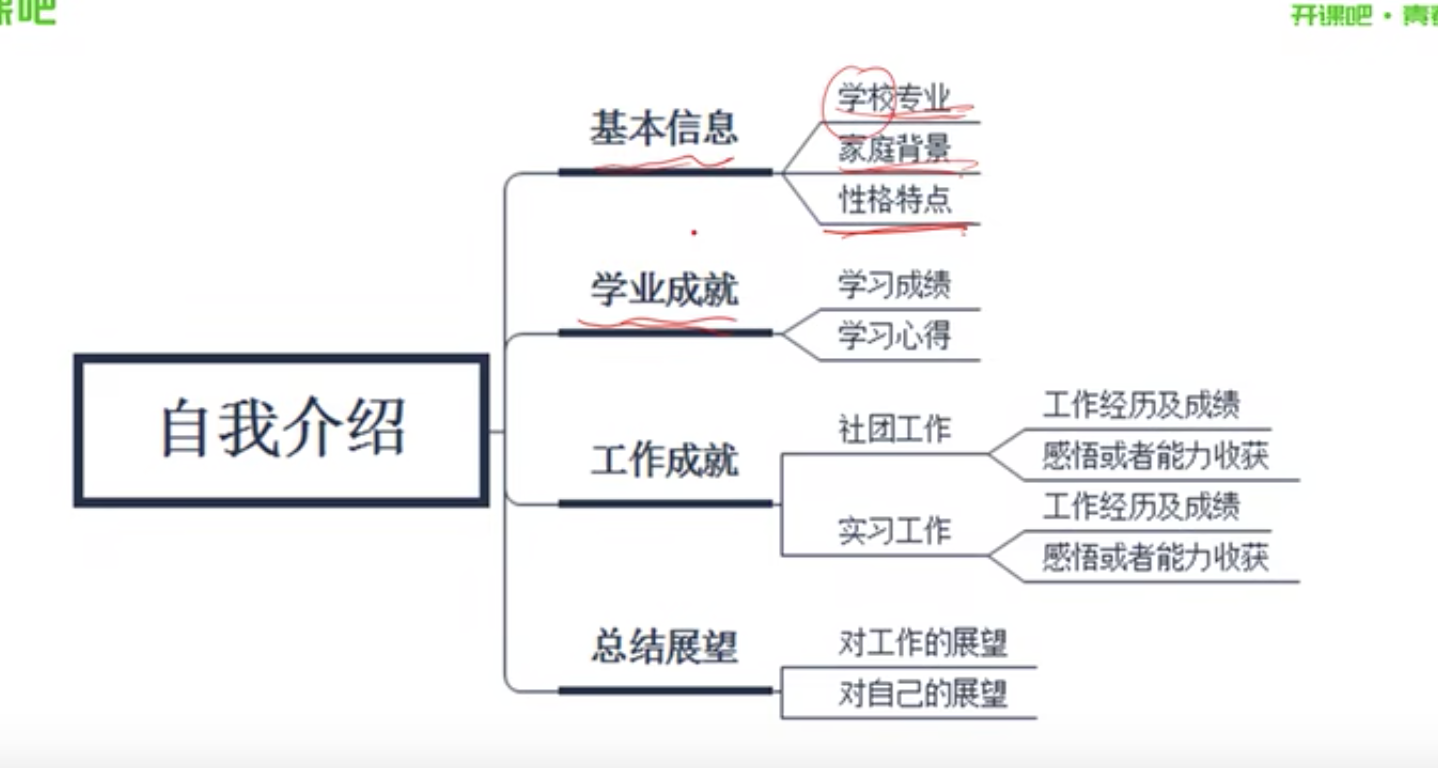 课吧
开课吧·青
自我介绍
基本信息
学校专业
家庭背景
性格特点
学业成就
学习成绩
学习心得
工作成就
社团工作
工作经历及成绩
感悟或者能力收获
实习工作
工作经历及成绩
感悟或者能力收获
总结展望
对工作的展望
对自己的展望